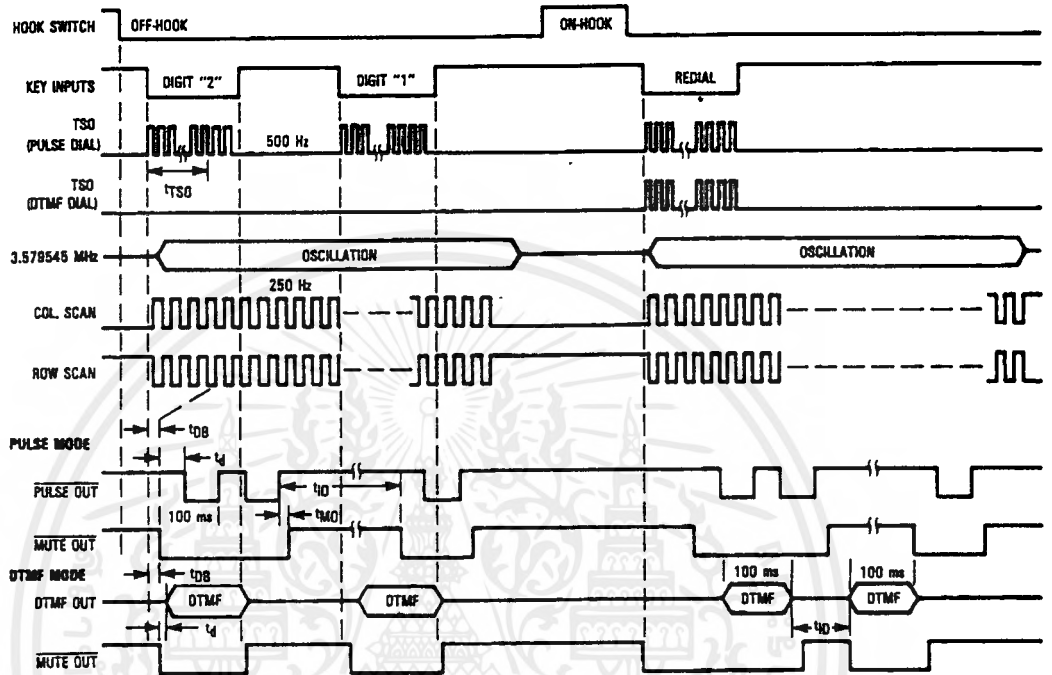 HOOK SWITCH OFF-HOOK ON-HOOK
KEY INPUTS DIGIT "2" DIGIT "1" REDIAL
TSO
(PULSE DIAL) 500 Hz
tTSO
TSO
(DTMF DIAL)
3.579545 MHz OSCILLATION OSCILLATION
250 Hz
COL. SCAN
ROW SCAN
tDB
PULSE MODE
td
PULSE OUT
tID
100 ms tMO
MUTE OUT
DTMF MODE tDB 100 ms 100 ms
DTMF OUT DTMF DTMF DTMF DTMF
td tID
MUTE OUT